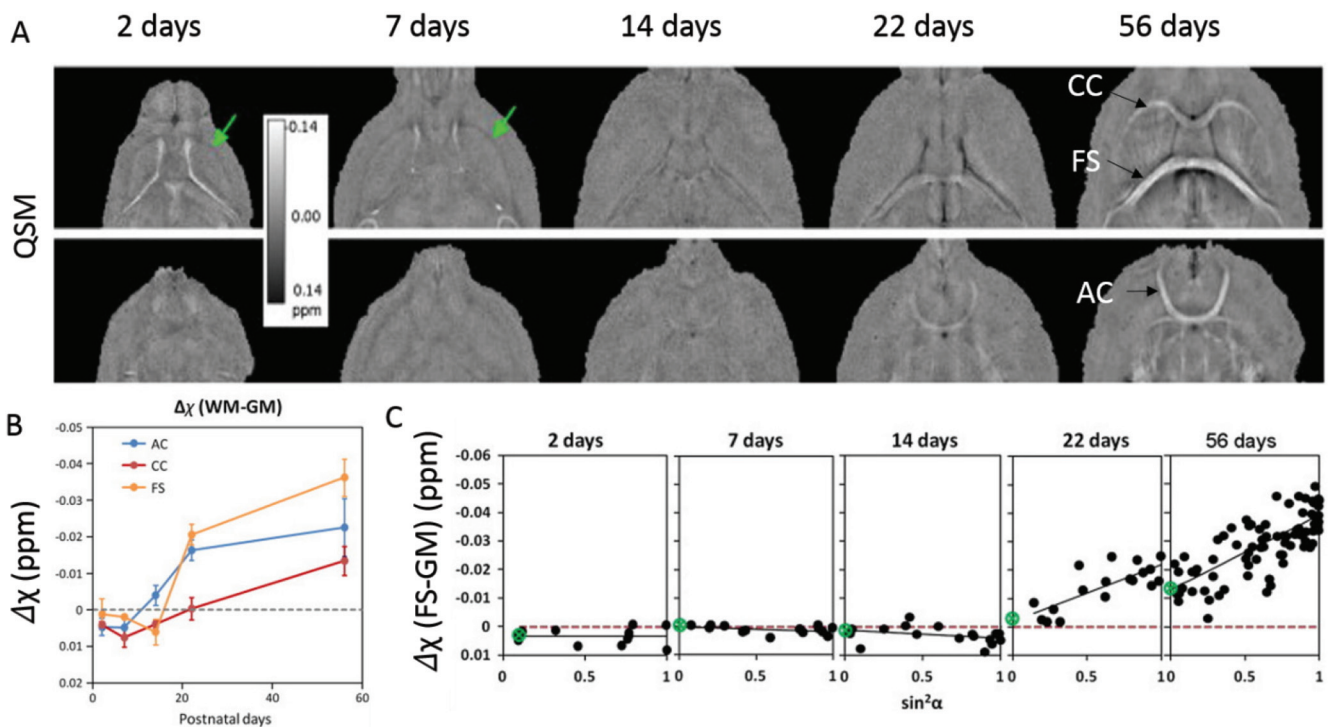 A
2 days 7 days 14 days 22 days 56 days
QSM
-0.14
0.00
0.14
ppm
CC
FS
AC
B
Δχ (WM-GM)
Δχ (ppm)
-0.05
-0.04
-0.03
-0.02
-0.01
0
0.01
0.02
AC
CC
FS
0 20 40 60
Postnatal days
C
2 days 7 days 14 days 22 days 56 days
Δχ (FS-GM) (ppm)
-0.06
-0.05
-0.04
-0.03
-0.02
-0.01
0
0.01
0 0.5 1 0 0.5 1 0 0.5 1 0 0.5 1 0 0.5 1
sin²α